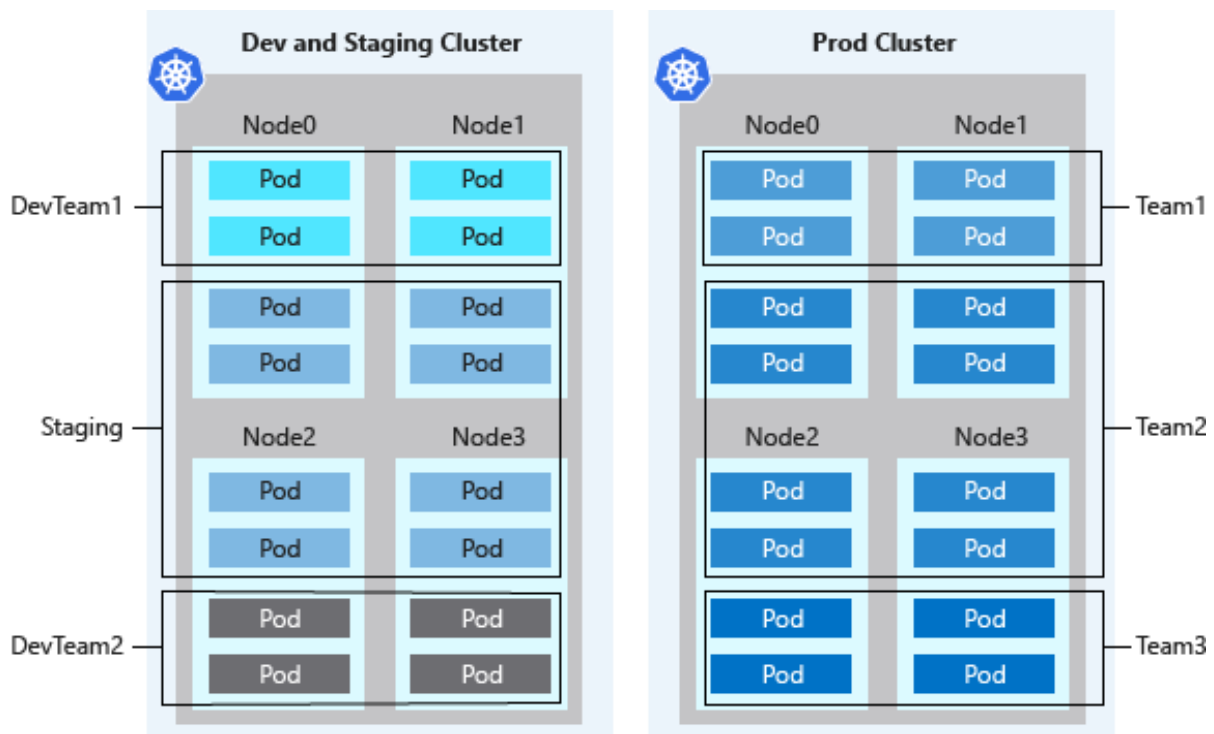 Dev and Staging Cluster
Node0 Node1
DevTeam1
Pod Pod
Pod Pod
Staging
Pod Pod
Pod Pod
Node2 Node3
Pod Pod
Pod Pod
DevTeam2
Pod Pod
Pod Pod
Prod Cluster
Node0 Node1
Pod Pod
Pod Pod
Team1
Pod Pod
Pod Pod
Node2 Node3
Pod Pod
Pod Pod
Team2
Pod Pod
Pod Pod
Team3